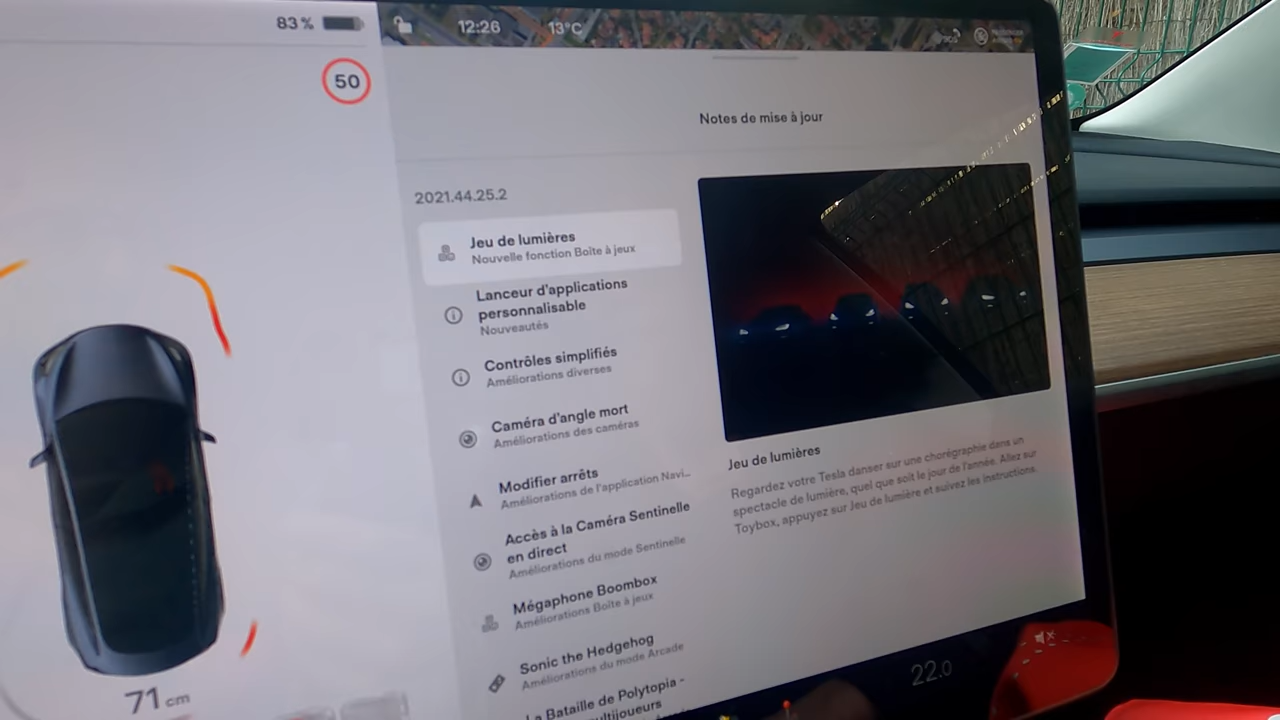 83 %
12:26
13°C
50
Notes de mise à jour
2021.44.25.2
Jeu de lumières
Nouvelle fonction Boîte à jeux
Lanceur d'applications
personnalisable
Nouveautés
Contrôles simplifiés
Améliorations diverses
Caméra d'angle mort
Améliorations des caméras
Modifier arrêts
Améliorations de l'application Navi...
Accès à la Caméra Sentinelle
en direct
Améliorations du mode Sentinelle
Mégaphone Boombox
Améliorations Boîte à jeux
Sonic the Hedgehog
Améliorations du mode Arcade
La Bataille de Polytopia -
Jeu de lumières
Regardez votre Tesla danser sur une chorégraphie dans un
spectacle de lumière, quel que soit le jour de l'année. Allez sur
Toybox, appuyez sur Jeu de lumière et suivez les instructions.
71 cm
22.0